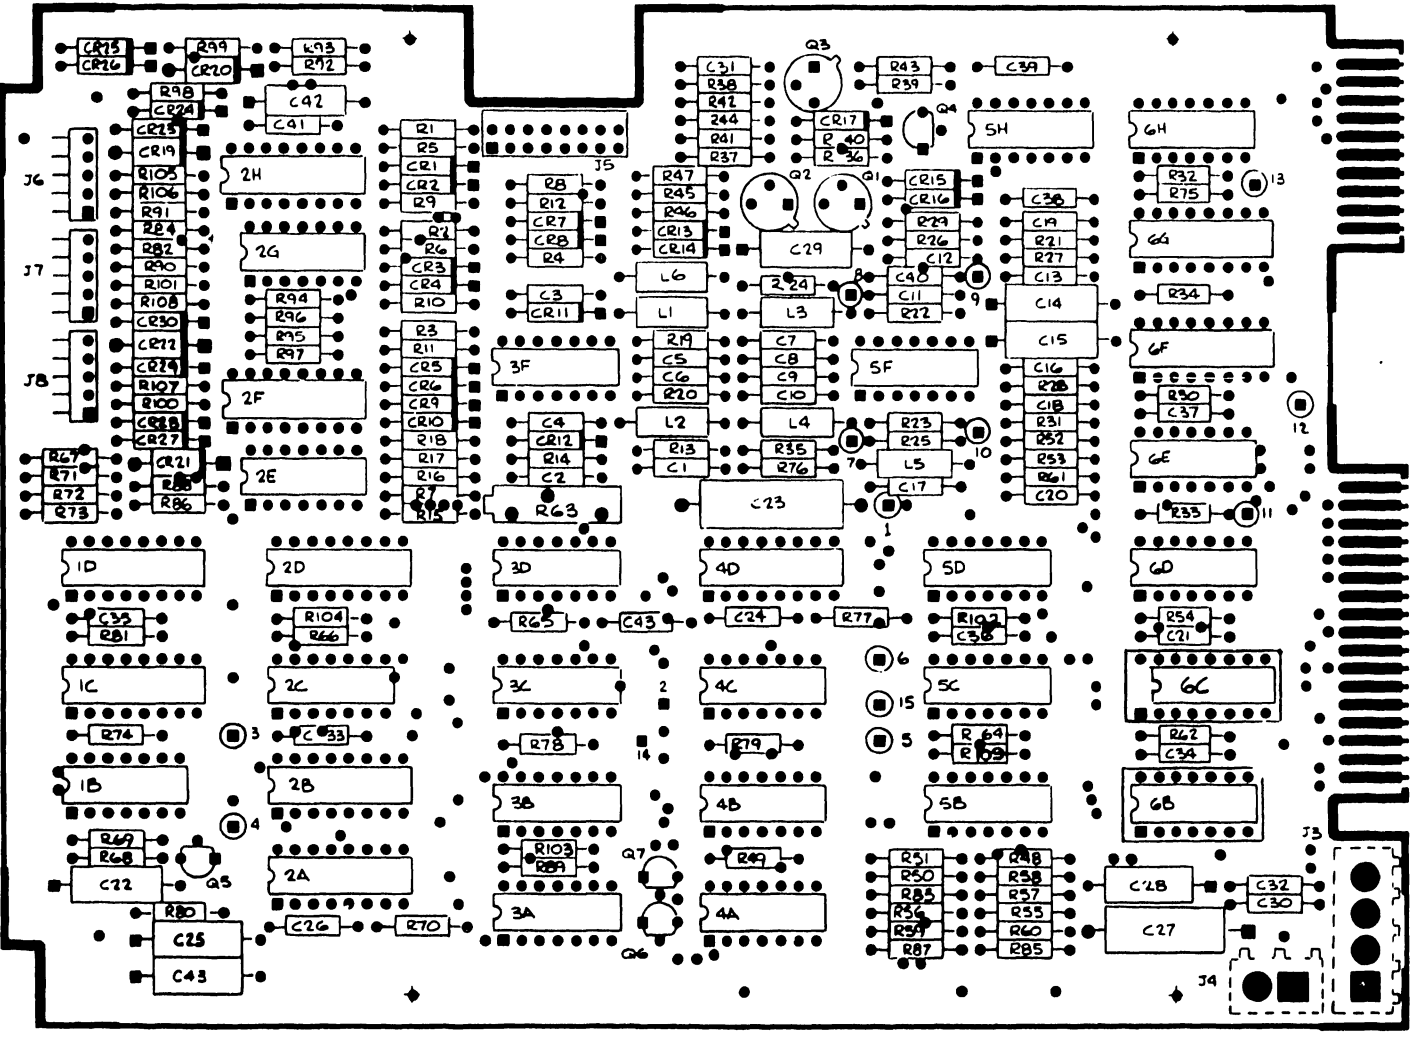 CR25 R99 R93
CR26 CR20 R92
Q3
C31 R43 C39
R38 R39
R98 C42 R42
CR24 Q4
CR23 C41 R1 R44 CR17 5H 6H
R41 R 40
CR19 R5 R37 R 36
J5
J6 R105 2H CR1 R8 R47 Q2 Q1 CR15 R32 13
R106 CR2 R12 R45 CR16 C38 R75
R91 R9 CR7 R46 R29 C19
R84 R2 CR8 CR13 R26 R21 6G
R82 2G R6 R4 CR14 C29 C12 R27
J7 R90 CR3 L6 8 C40 9 C13
R101 CR4 C3 R 24 C11 R34
R108 R94 R10 CR11 L1 L3 R22 C14
CR30 R96 R3 R19 C7 C15
R95 R11
CR22 R97 CR5 3F C5 C8 5F 6F
CR29 CR6 C6 C9 C16
J8 R107 2F CR9 R20 C10 R28 R30
R100 CR10 C4 L2 L4 C18 C37 12
CR28 R18 CR12 R23 R31
CR27 R17 R14 R13 R35 7 R25 10 R52
R67 CR21 2E R16 C2 C1 R76 L5 R53 6E
R71 R88 R7 C17 R61
R72 R86 R15 R63 C23 C20 R33 11
R73 1
1D 2D 3D 4D 5D 6D
C35 R104 R65 C43 C24 R77 R102 R54
R81 R66 C36 C21
6
1C 2C 3C 2 4C 5C 6C
15
R74 3 C 33 R78 14 R79 5 R 64 R62
R109 C34
1B 2B 3B 4B 5B 6B
4
R69 R103 Q7 R49 R51 R48 J3
R68 Q5 2A R89 R50 R58 C28 C32
C22 R83 R57 C30
R80 3A 4A R56 R55
C25 C26 R70 R59 R60 C27
Q6 R87 R85
C43 J4